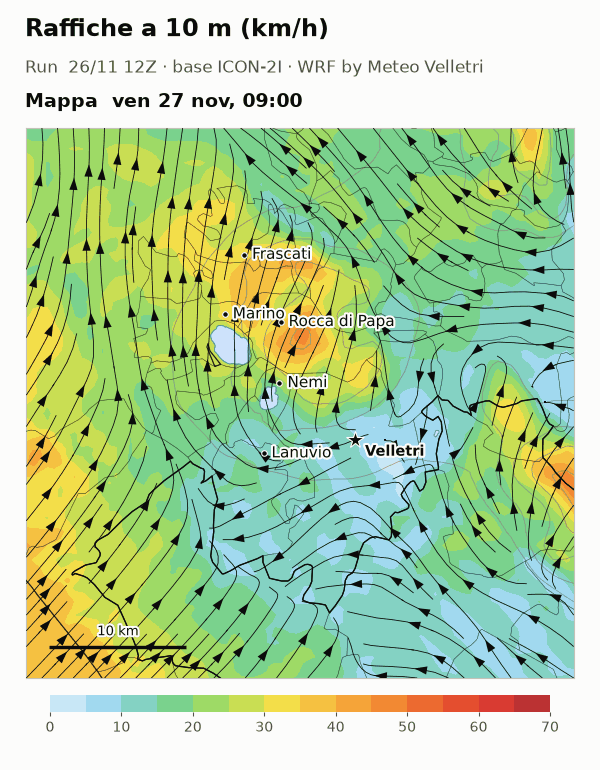 Raffiche a 10 m (km/h)
Run 26/11 12Z · base ICON-2I · WRF by Meteo Velletri
Mappa ven 27 nov, 09:00
Frascati
Marino
Rocca di Papa
Nemi
Lanuvio
Velletri
10 km
0 10 20 30 40 50 60 70